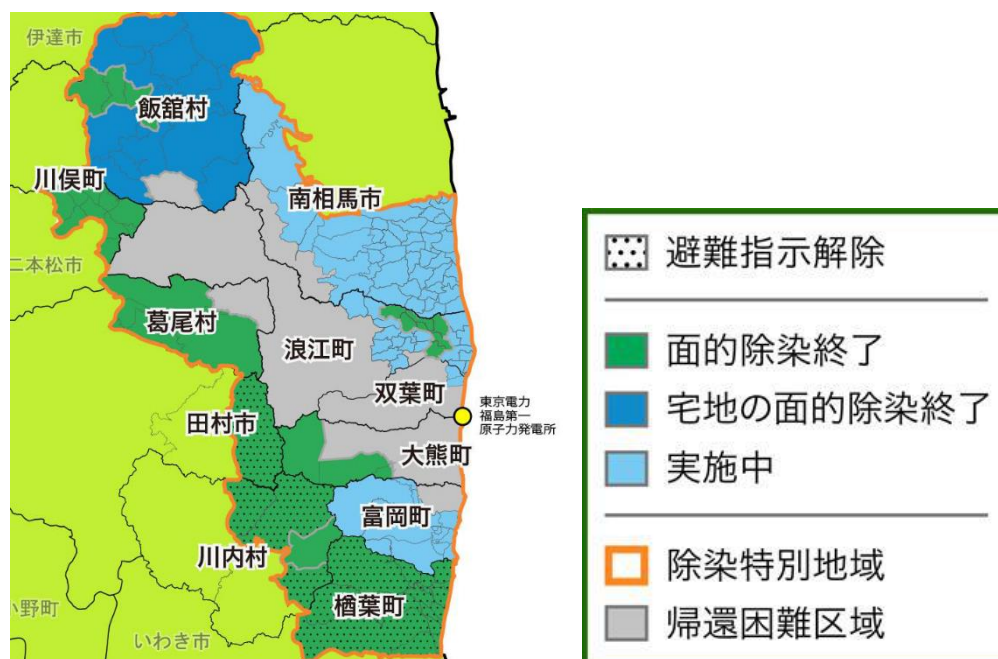 伊達市
飯舘村
川俣町
南相馬市
二本松市
葛尾村
浪江町
双葉町
東京電力
福島第一
原子力発電所
田村市
大熊町
富岡町
川内村
楢葉町
小野町
いわき市
避難指示解除
面的除染終了
宅地の面的除染終了
実施中
除染特別地域
帰還困難区域